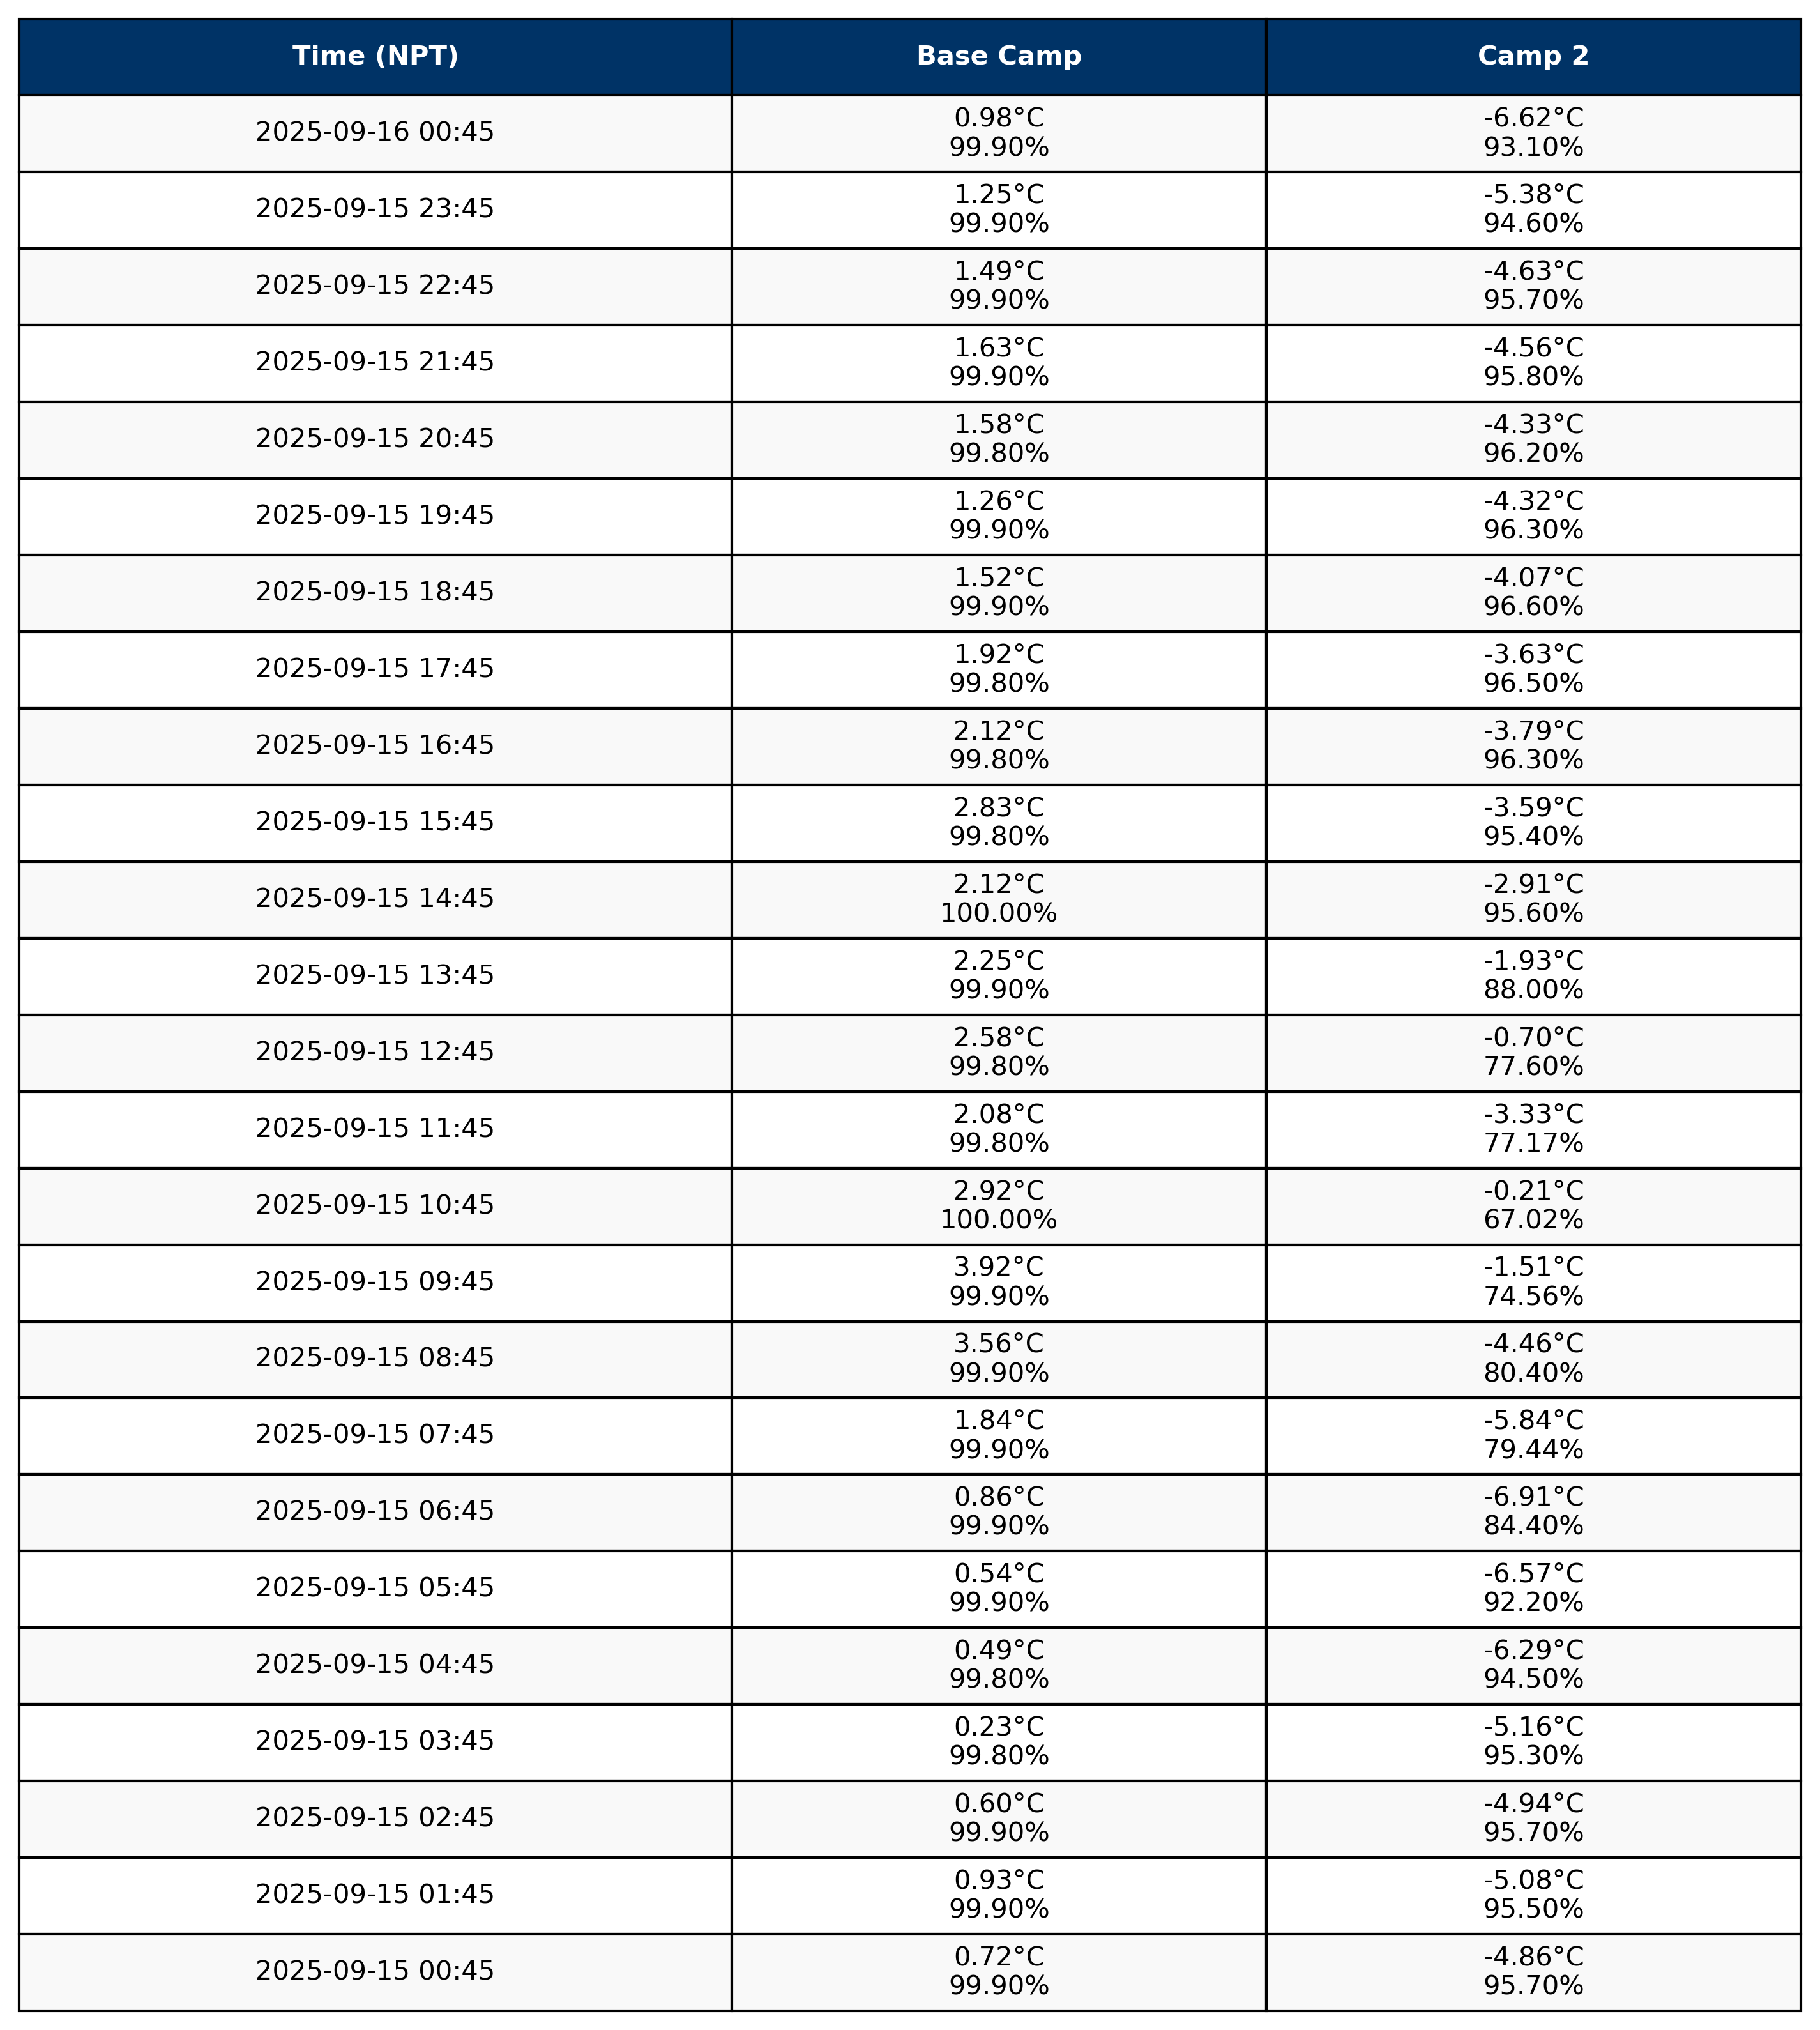 Time (NPT) Base Camp Camp 2
2025-09-16 00:45 0.98°C -6.62°C
99.90% 93.10%
2025-09-15 23:45 1.25°C -5.38°C
99.90% 94.60%
2025-09-15 22:45 1.49°C -4.63°C
99.90% 95.70%
2025-09-15 21:45 1.63°C -4.56°C
99.90% 95.80%
2025-09-15 20:45 1.58°C -4.33°C
99.80% 96.20%
2025-09-15 19:45 1.26°C -4.32°C
99.90% 96.30%
2025-09-15 18:45 1.52°C -4.07°C
99.90% 96.60%
2025-09-15 17:45 1.92°C -3.63°C
99.80% 96.50%
2025-09-15 16:45 2.12°C -3.79°C
99.80% 96.30%
2025-09-15 15:45 2.83°C -3.59°C
99.80% 95.40%
2025-09-15 14:45 2.12°C -2.91°C
100.00% 95.60%
2025-09-15 13:45 2.25°C -1.93°C
99.90% 88.00%
2025-09-15 12:45 2.58°C -0.70°C
99.80% 77.60%
2025-09-15 11:45 2.08°C -3.33°C
99.80% 77.17%
2025-09-15 10:45 2.92°C -0.21°C
100.00% 67.02%
2025-09-15 09:45 3.92°C -1.51°C
99.90% 74.56%
2025-09-15 08:45 3.56°C -4.46°C
99.90% 80.40%
2025-09-15 07:45 1.84°C -5.84°C
99.90% 79.44%
2025-09-15 06:45 0.86°C -6.91°C
99.90% 84.40%
2025-09-15 05:45 0.54°C -6.57°C
99.90% 92.20%
2025-09-15 04:45 0.49°C -6.29°C
99.80% 94.50%
2025-09-15 03:45 0.23°C -5.16°C
99.80% 95.30%
2025-09-15 02:45 0.60°C -4.94°C
99.90% 95.70%
2025-09-15 01:45 0.93°C -5.08°C
99.90% 95.50%
2025-09-15 00:45 0.72°C -4.86°C
99.90% 95.70%